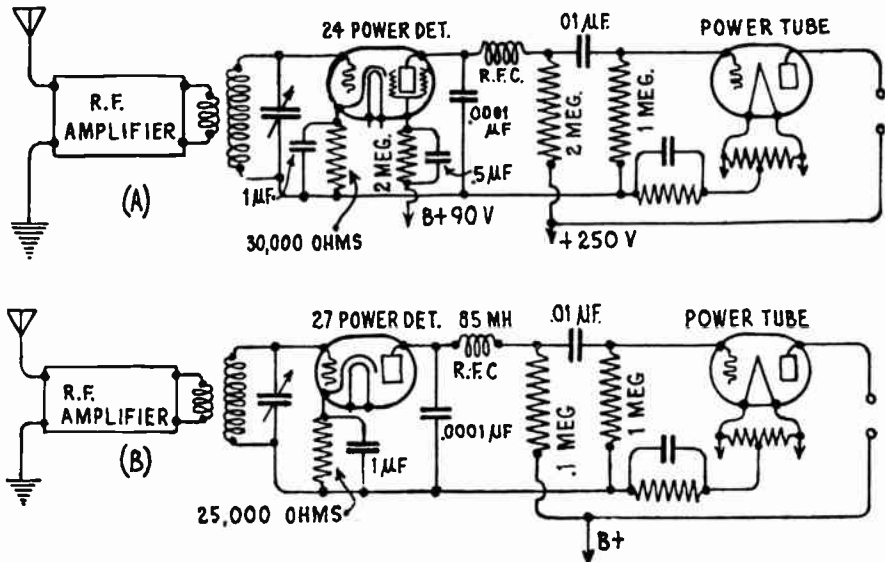 24 POWER DET.
.01 µF.
POWER TUBE
R.F.
AMPLIFIER
R.F.C.
.0001
µF
2 MEG.
1 MEG.
(A)
1µF.
2 MEG.
.5µF
30,000 OHMS
B+90 V
+250 V
27 POWER DET.
85 MH
.01 µF.
POWER TUBE
R.F.
AMPLIFIER
R.F.C
.0001µF
.1 MEG
1 MEG
(B)
1µF
25,000 OHMS
B+